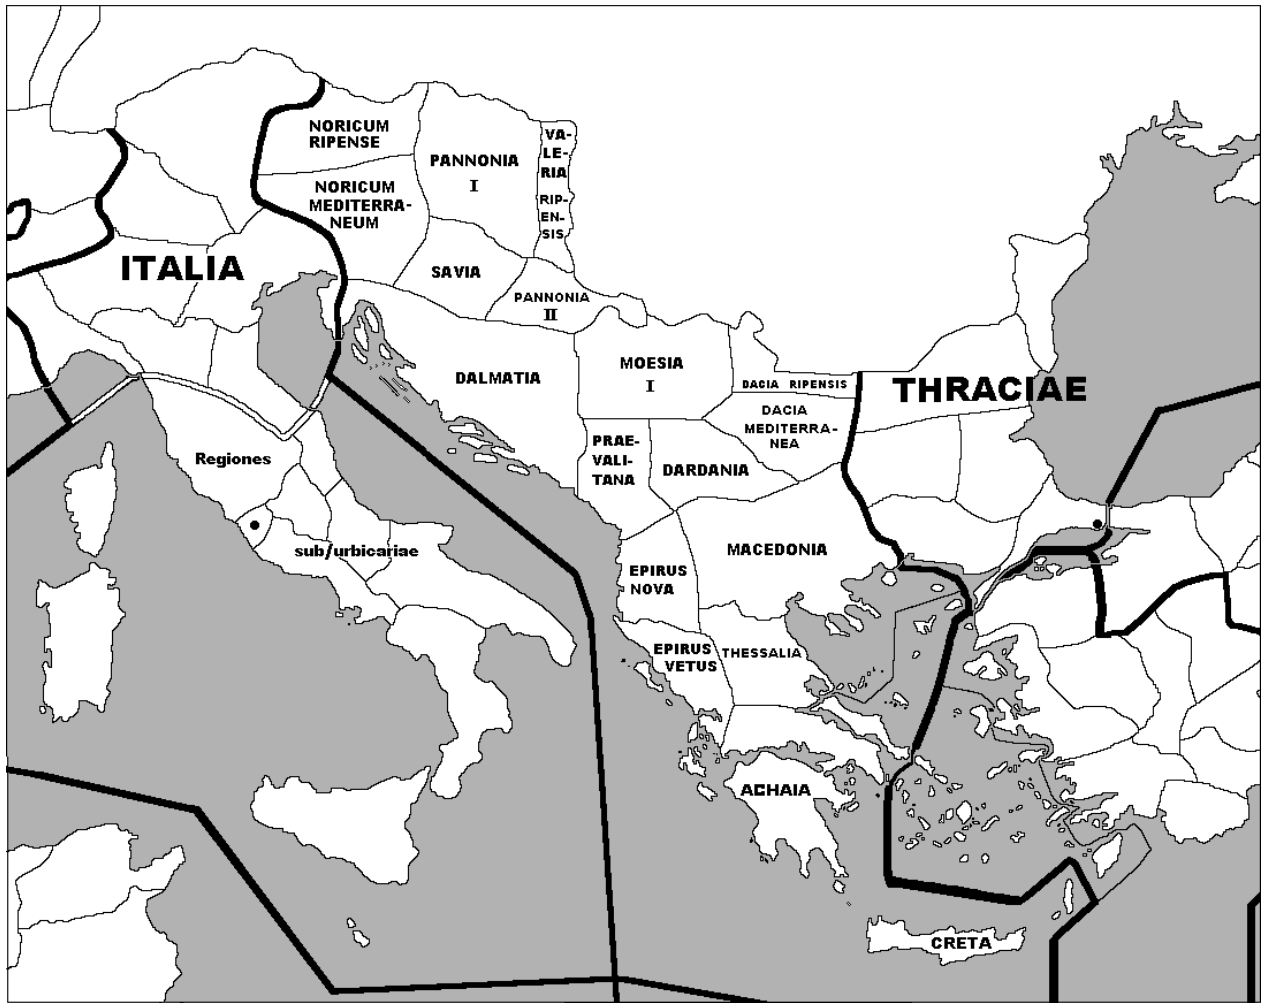 NORICUM
RIPENSE
PANNONIA
I
VA-
LE-
RIA
RIP-
EN-
SIS
NORICUM
MEDITERRA-
NEUM
ITALIA
SAVIA
PANNONIA
II
DALMATIA
MOESIA
I
DACIA RIPENSIS
THRACIAE
DACIA
MEDITERRA-
NEA
PRAE-
VALI-
TANA
DARDANIA
Regiones
sub/urbicariae
MACEDONIA
EPIRUS
NOVA
EPIRUS
VETUS
THESSALIA
ACHAIA
CRETA